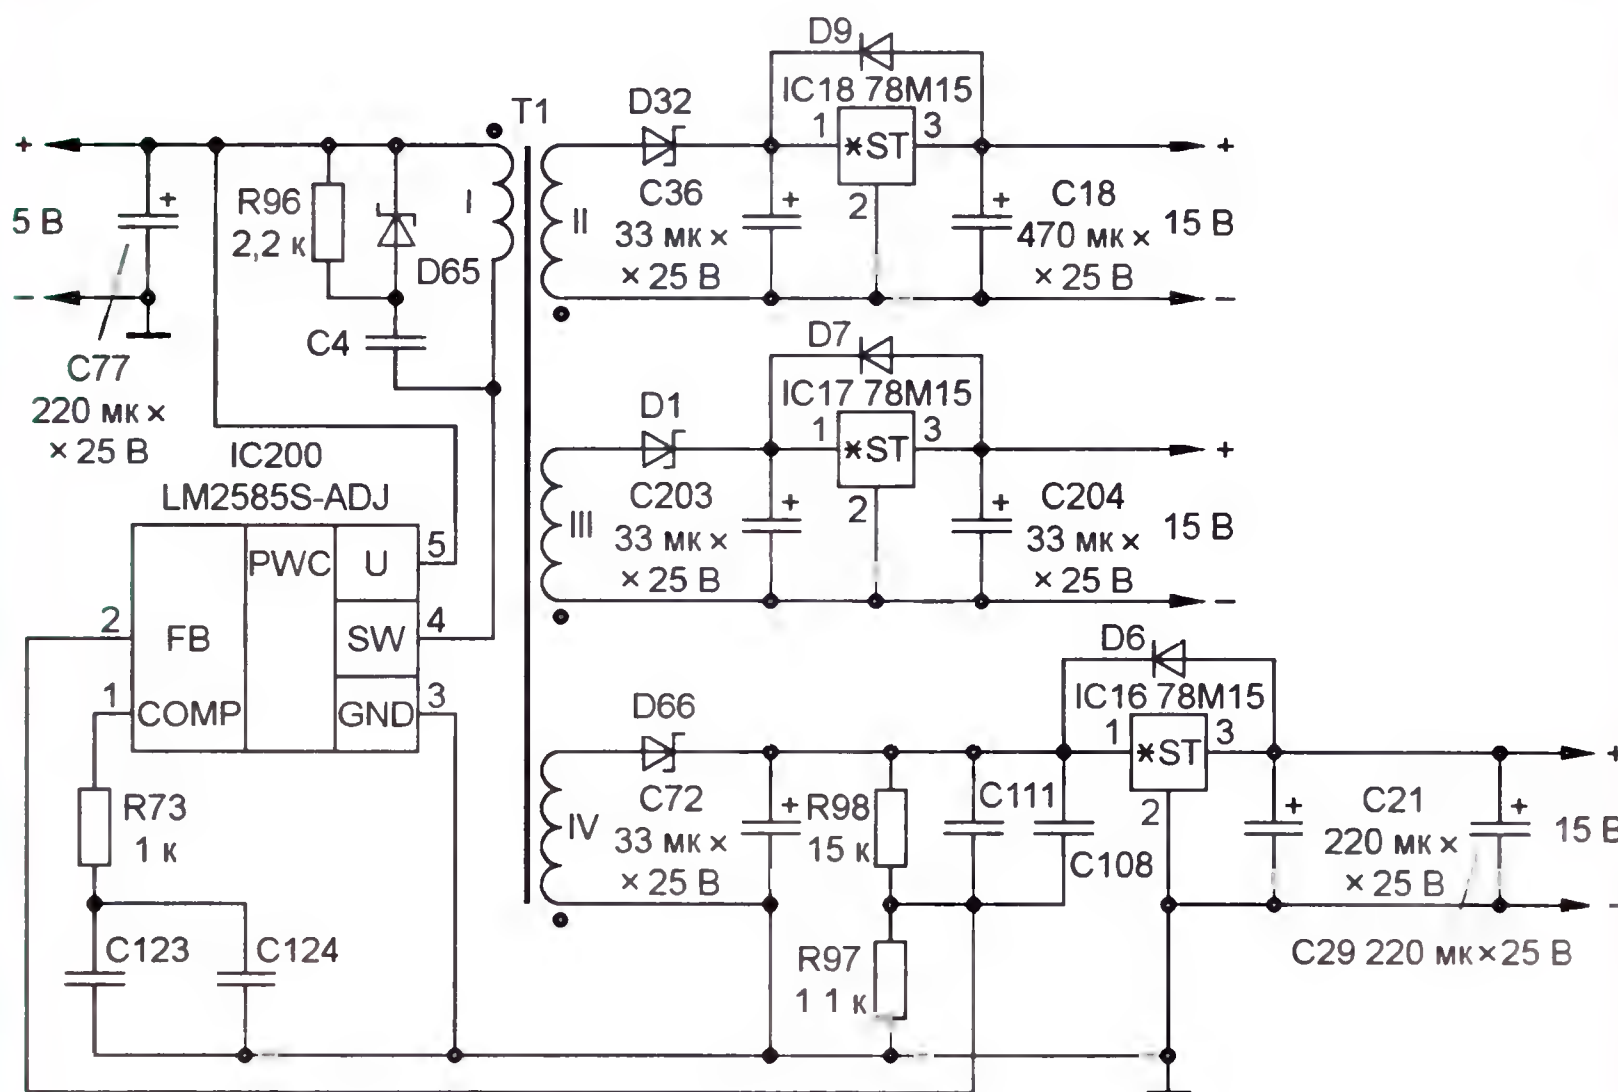 D9
IC18 78M15
T1
D32
1
*ST
3
2
+
5 В
−
+
C77
220 мк ×
× 25 В
R96
2,2 к
D65
C4
I
II
C36
33 мк ×
× 25 В
+
+
C18
470 мк ×
× 25 В
+
15 В
−
D7
IC17 78M15
D1
1
*ST
3
2
III
C203
33 мк ×
× 25 В
+
+
C204
33 мк ×
× 25 В
+
15 В
−
IC200
LM2585S-ADJ
PWC
U
5
2
FB
SW
4
1
COMP
GND
3
R73
1 к
C123
C124
D6
IC16 78M15
D66
1
*ST
3
2
IV
C72
33 мк ×
× 25 В
+
R98
15 к
C111
C108
R97
1 1 к
+
C21
220 мк ×
× 25 В
+
+
15 В
−
C29 220 мк×25 В